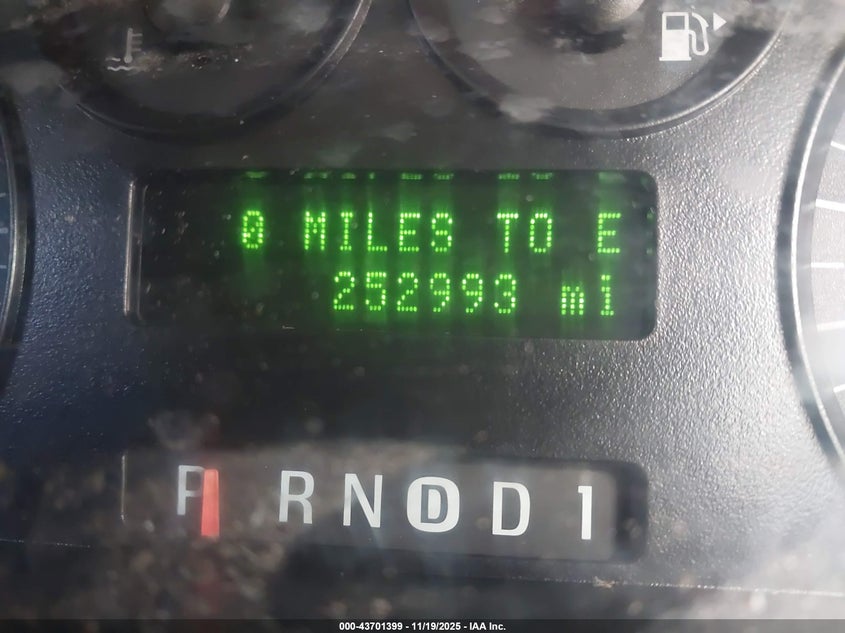 0 MILES TO E
252993 mi
P R N D D 1
000-43701399 - 11/19/2025 - IAA Inc.